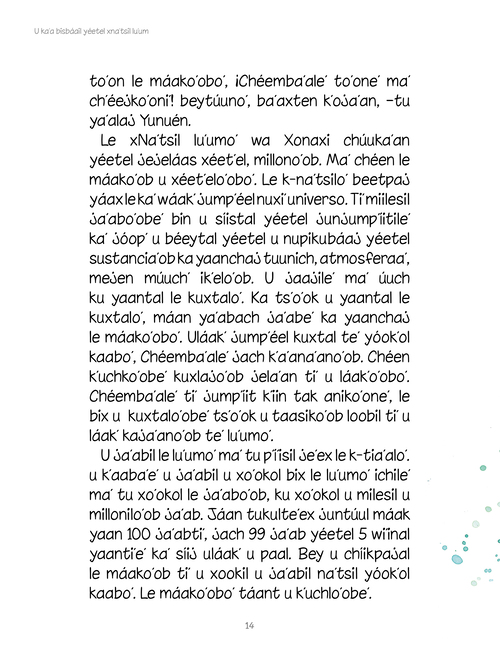 U ka'a bisbáajil yéetel xna'tsil lu'um
to'on le máako'obo', ¡Chéemba'ale' to'one' ma'
ch'éejko'oni'! beytúuno', ba'axten k'oja'an, –tu
ya'alaj Yunuén.
Le xNa'tsil lu'umo' wa Xonaxi chúuka'an
yéetel jejeláas xéet'el, millono'ob. Ma' chéen le
máako'ob u xéet'elo'obo'. Le k-na'tsilo' beetpaj
yáax le ka' wáak' jump'éel nuxi' universo. Ti' miilesil
ja'abo'obe' bin u síistal yéetel junjump'íitile'
ka' jóop' u béeytal yéetel u nupikubáaj yéetel
sustancia'ob ka yaanchaj tuunich, atmosferaa',
mejen múuch' ik'elo'ob. U jaajile' ma' úuch
ku yaantal le kuxtalo'. Ka ts'o'ok u yaantal le
kuxtalo', máan ya'abach ja'abe' ka yaanchaj
le máako'obo'. Uláak' jump'éel kuxtal te' yóok'ol
kaabo', Chéemba'ale' jach k'a'ana'ano'ob. Chéen
k'uchko'obe' kuxlajo'ob jela'an ti' u láak'o'obo'.
Chéemba'ale' ti' jump'íit k'iin tak aniko'one', le
bix u kuxtalo'obe' ts'o'ok u taasiko'ob loobil ti' u
láak' kaja'ano'ob te' lu'umo'.
U ja'abil le lu'umo' ma' tu p'iisil je'ex le k-tia'alo'.
u k'aaba'e' u ja'abil u xo'okol bix le lu'umo' ichile'
ma' tu xo'okol le ja'abo'ob, ku xo'okol u milesil u
millonilo'ob ja'ab. Jáan tukulte'ex juntúul máak
yaan 100 ja'abti', jach 99 ja'ab yéetel 5 wíinal
yaanti'e' ka' síij uláak' u paal. Bey u chíikpajal
le máako'ob ti' u xookil u ja'abil na'tsil yóok'ol
kaabo'. Le máako'obo' táant u k'uchlo'obe'.
14